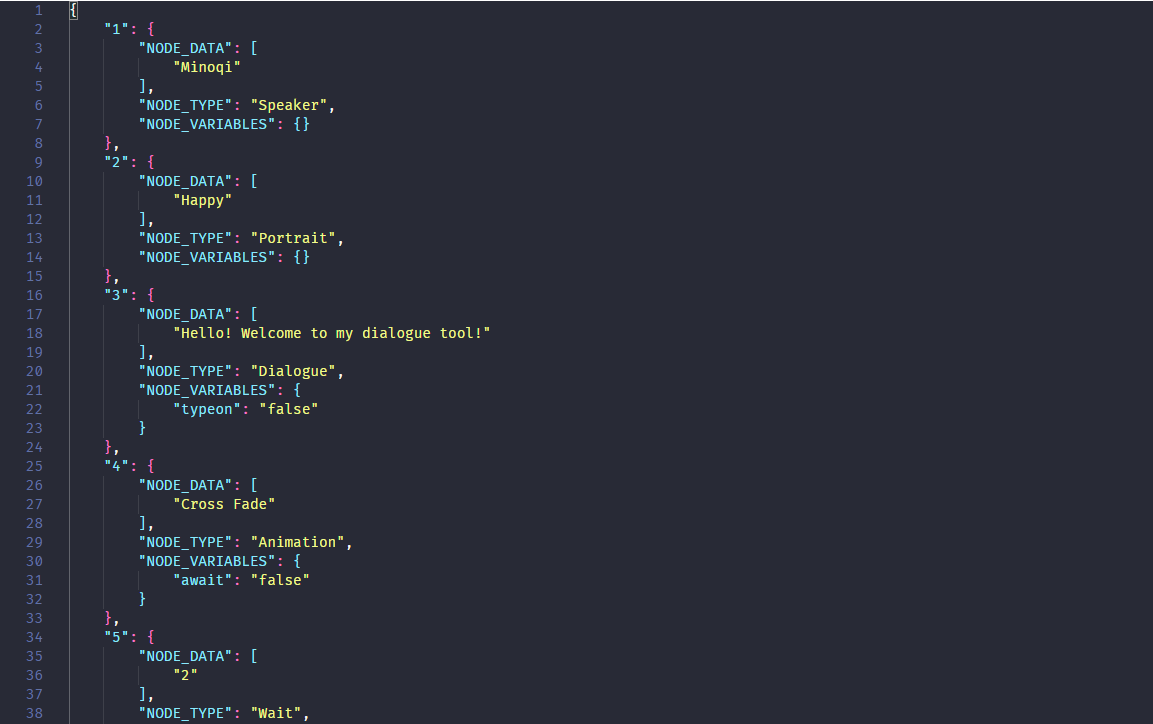 1 {
2     "1": {
3         "NODE_DATA": [
4             "Minoqi"
5         ],
6         "NODE_TYPE": "Speaker",
7         "NODE_VARIABLES": {}
8     },
9     "2": {
10         "NODE_DATA": [
11             "Happy"
12         ],
13         "NODE_TYPE": "Portrait",
14         "NODE_VARIABLES": {}
15     },
16     "3": {
17         "NODE_DATA": [
18             "Hello! Welcome to my dialogue tool!"
19         ],
20         "NODE_TYPE": "Dialogue",
21         "NODE_VARIABLES": {
22             "typeon": "false"
23         }
24     },
25     "4": {
26         "NODE_DATA": [
27             "Cross Fade"
28         ],
29         "NODE_TYPE": "Animation",
30         "NODE_VARIABLES": {
31             "await": "false"
32         }
33     },
34     "5": {
35         "NODE_DATA": [
36             "2"
37         ],
38         "NODE_TYPE": "Wait",